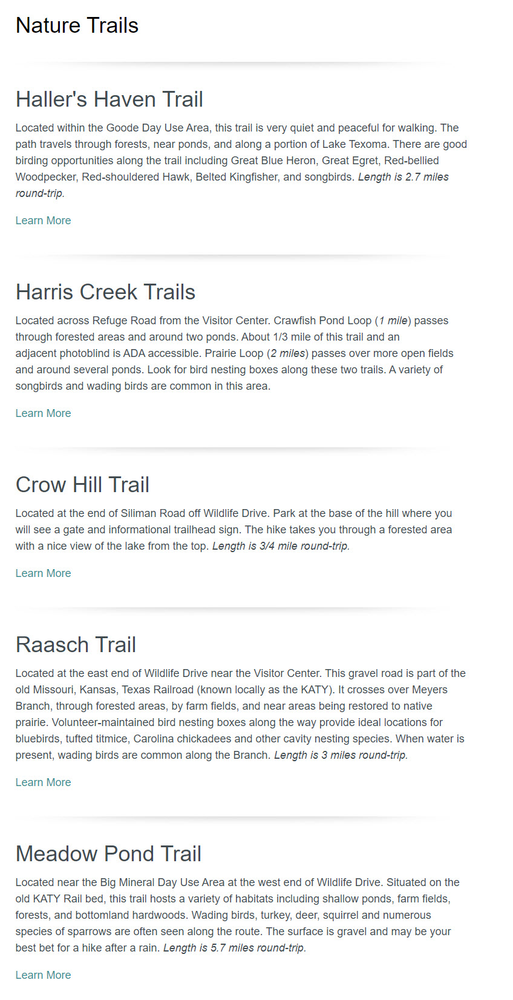 Nature Trails
Haller's Haven Trail
Located within the Goode Day Use Area, this trail is very quiet and peaceful for walking. The
path travels through forests, near ponds, and along a portion of Lake Texoma. There are good
birding opportunities along the trail including Great Blue Heron, Great Egret, Red-bellied
Woodpecker, Red-shouldered Hawk, Belted Kingfisher, and songbirds. Length is 2.7 miles
round-trip.
Learn More
Harris Creek Trails
Located across Refuge Road from the Visitor Center. Crawfish Pond Loop (1 mile) passes
through forested areas and around two ponds. About 1/3 mile of this trail and an
adjacent photoblind is ADA accessible. Prairie Loop (2 miles) passes over more open fields
and around several ponds. Look for bird nesting boxes along these two trails. A variety of
songbirds and wading birds are common in this area.
Learn More
Crow Hill Trail
Located at the end of Siliman Road off Wildlife Drive. Park at the base of the hill where you
will see a gate and informational trailhead sign. The hike takes you through a forested area
with a nice view of the lake from the top. Length is 3/4 mile round-trip.
Learn More
Raasch Trail
Located at the east end of Wildlife Drive near the Visitor Center. This gravel road is part of the
old Missouri, Kansas, Texas Railroad (known locally as the KATY). It crosses over Meyers
Branch, through forested areas, by farm fields, and near areas being restored to native
prairie. Volunteer-maintained bird nesting boxes along the way provide ideal locations for
bluebirds, tufted titmice, Carolina chickadees and other cavity nesting species. When water is
present, wading birds are common along the Branch. Length is 3 miles round-trip.
Learn More
Meadow Pond Trail
Located near the Big Mineral Day Use Area at the west end of Wildlife Drive. Situated on the
old KATY Rail bed, this trail hosts a variety of habitats including shallow ponds, farm fields,
forests, and bottomland hardwoods. Wading birds, turkey, deer, squirrel and numerous
species of sparrows are often seen along the route. The surface is gravel and may be your
best bet for a hike after a rain. Length is 5.7 miles round-trip.
Learn More